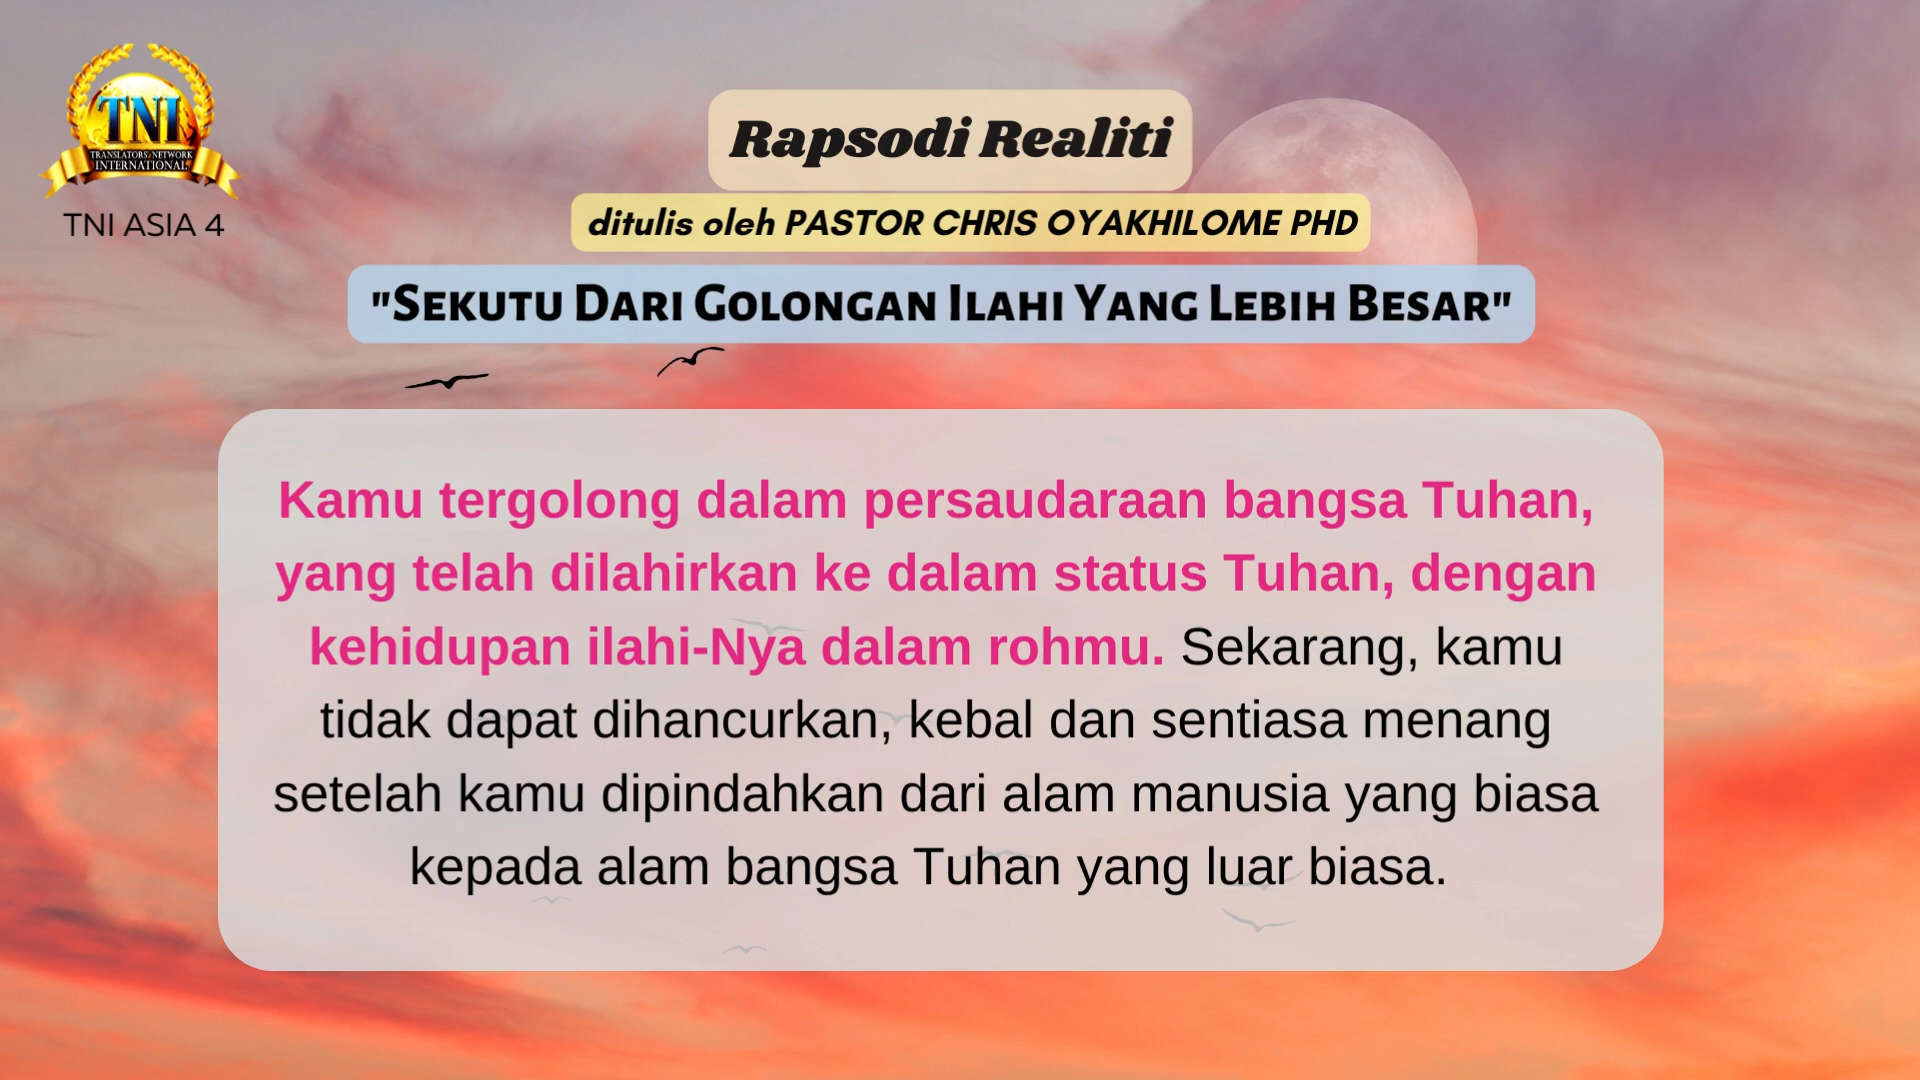 TNI
TRANSLATORS' NETWORK
INTERNATIONAL
TNI ASIA 4
Rapsodi Realiti
ditulis oleh PASTOR CHRIS OYAKHILOME PHD
"Sekutu Dari Golongan Ilahi Yang Lebih Besar"
Kamu tergolong dalam persaudaraan bangsa Tuhan,
yang telah dilahirkan ke dalam status Tuhan, dengan
kehidupan ilahi-Nya dalam rohmu. Sekarang, kamu
tidak dapat dihancurkan, kebal dan sentiasa menang
setelah kamu dipindahkan dari alam manusia yang biasa
kepada alam bangsa Tuhan yang luar biasa.